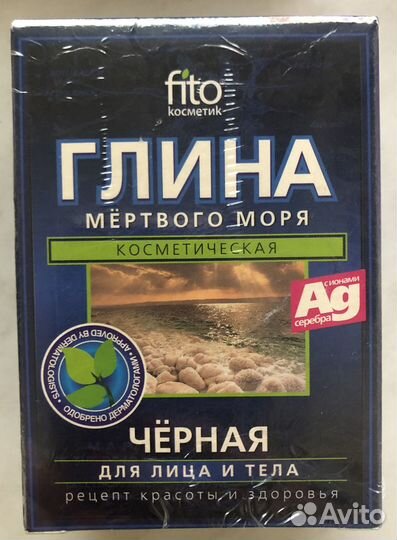 fito
косметик
ГЛИНА
МЁРТВОГО МОРЯ
КОСМЕТИЧЕСКАЯ
с ионами
Ag
серебра
• APPROVED BY DERMATOLOGISTS •
ОДОБРЕНО ДЕРМАТОЛОГАМИ
ЧЁРНАЯ
ДЛЯ ЛИЦА И ТЕЛА
рецепт красоты и здоровья
Avito